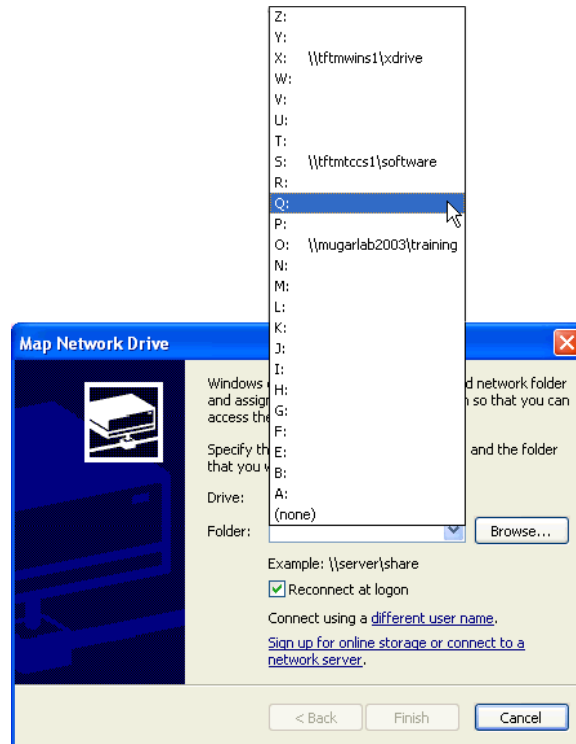 Z:
Y:
X: \\tftmwins1\xdrive
W:
V:
U:
T:
S: \\tftmtccs1\software
R:
Q:
P:
O: \\mugarlab2003\training
N:
M:
L:
K:
J:
I:
H:
G:
F:
E:
B:
A:
(none)
Map Network Drive
Windows d network folder
and assig n so that you can
access the
Specify th and the folder
that you
Drive:
Folder: Browse...
Example: \\server\share
Reconnect at logon
Connect using a different user name.
Sign up for online storage or connect to a
network server.
< Back Finish Cancel